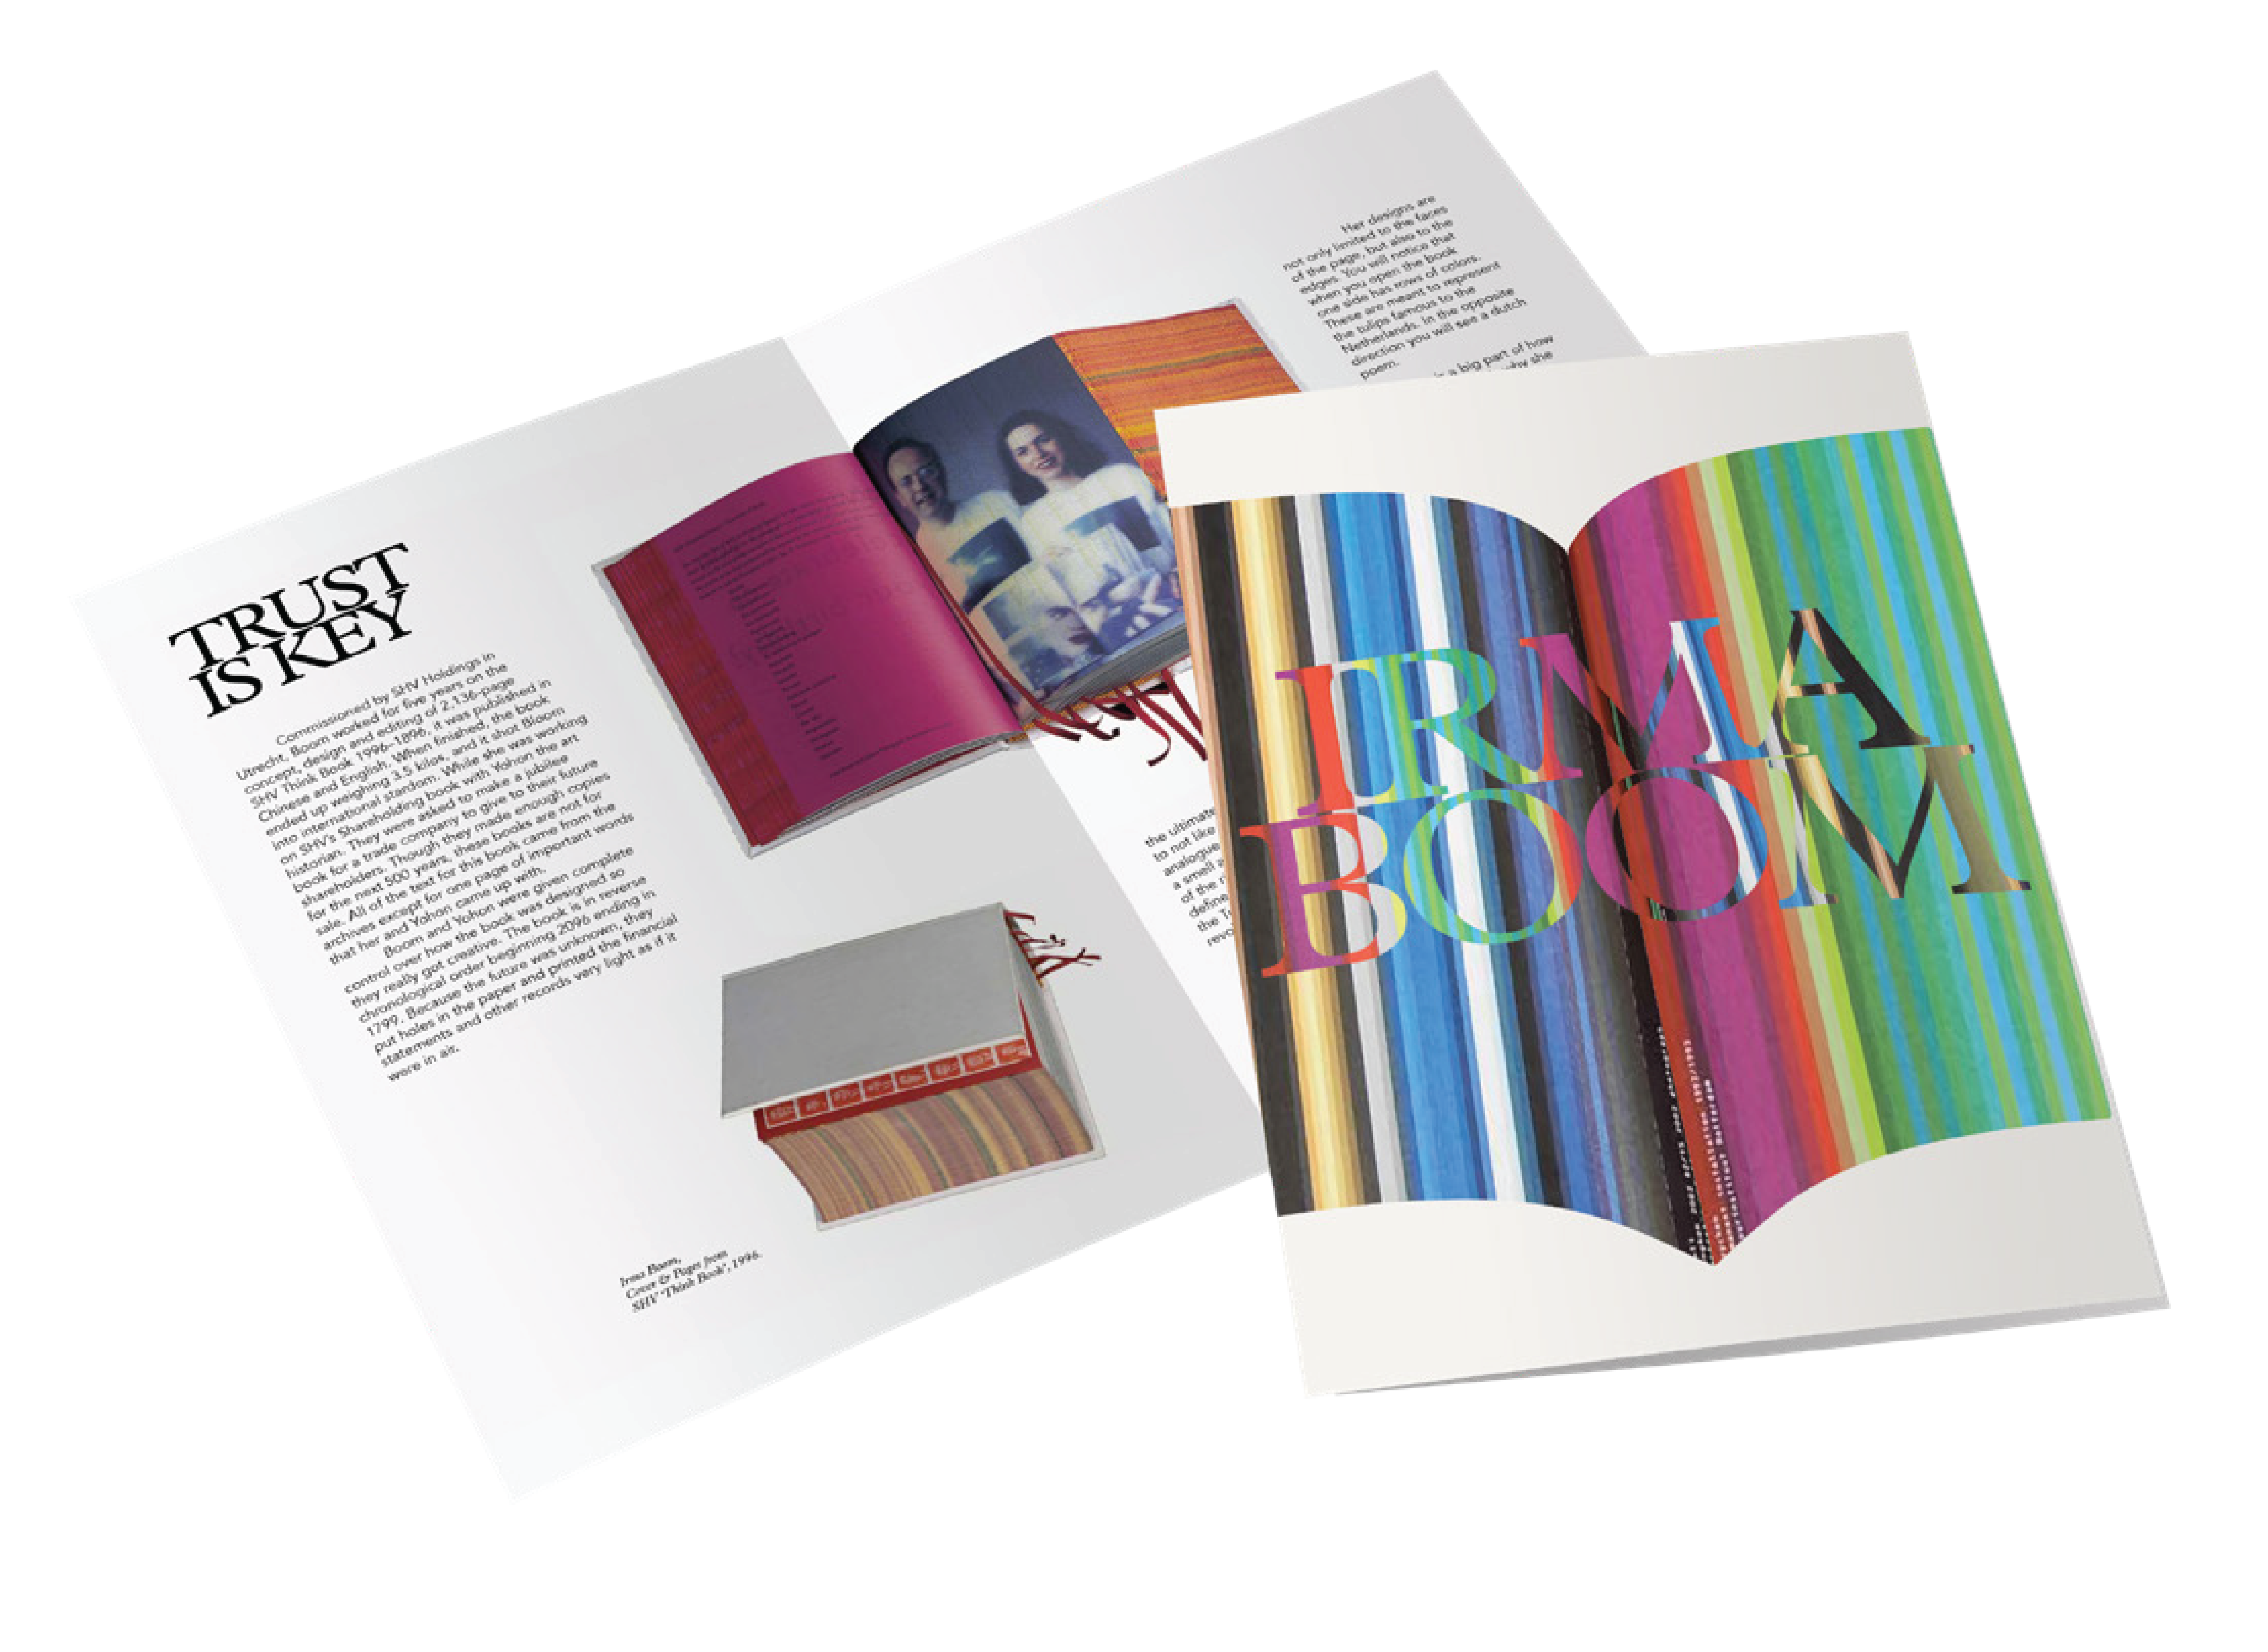 TRUST
IS KEY
Commissioned by SHV Holdings in
Utrecht, Boom worked for five years on the
concept, design and editing of 2,136-page
SHV Think Book 1996–1896, it was published in
Chinese and English. When finished, the book
ended up weighing 3.5 kilos, and it shot Bloom
into international stardom. While she was working
on SHV's Shareholding book with Yohon the art
historian. They were asked to make a jubilee
book for a trade company to give to their future
shareholders. Though they made enough copies
for the next 500 years, these books are not for
sale. All of the text for this book came from the
archives except for one page of important words
that her and Yohon came up with.
Boom and Yohon were given complete
control over how the book was designed so
they really got creative. The book is in reverse
chronological order beginning 2096 ending in
1799. Because the future was unknown, they
put holes in the paper and printed the financial
statements and other records very light as if it
were in air.
Irma Boom,
Cover & Pages from
SHV "Think Book", 1996.
Her designs are
not only limited to the faces
of the page, but also to the
edges. You will notice that
when you open the book
one side has rows of colors.
These are meant to represent
the tulips famous to the
Netherlands. In the opposite
direction you will see a dutch
poem.
is a big part of how
why she
the ultimate
to not like
analogue
a smell
of the
define
the
IRMA
BOOM